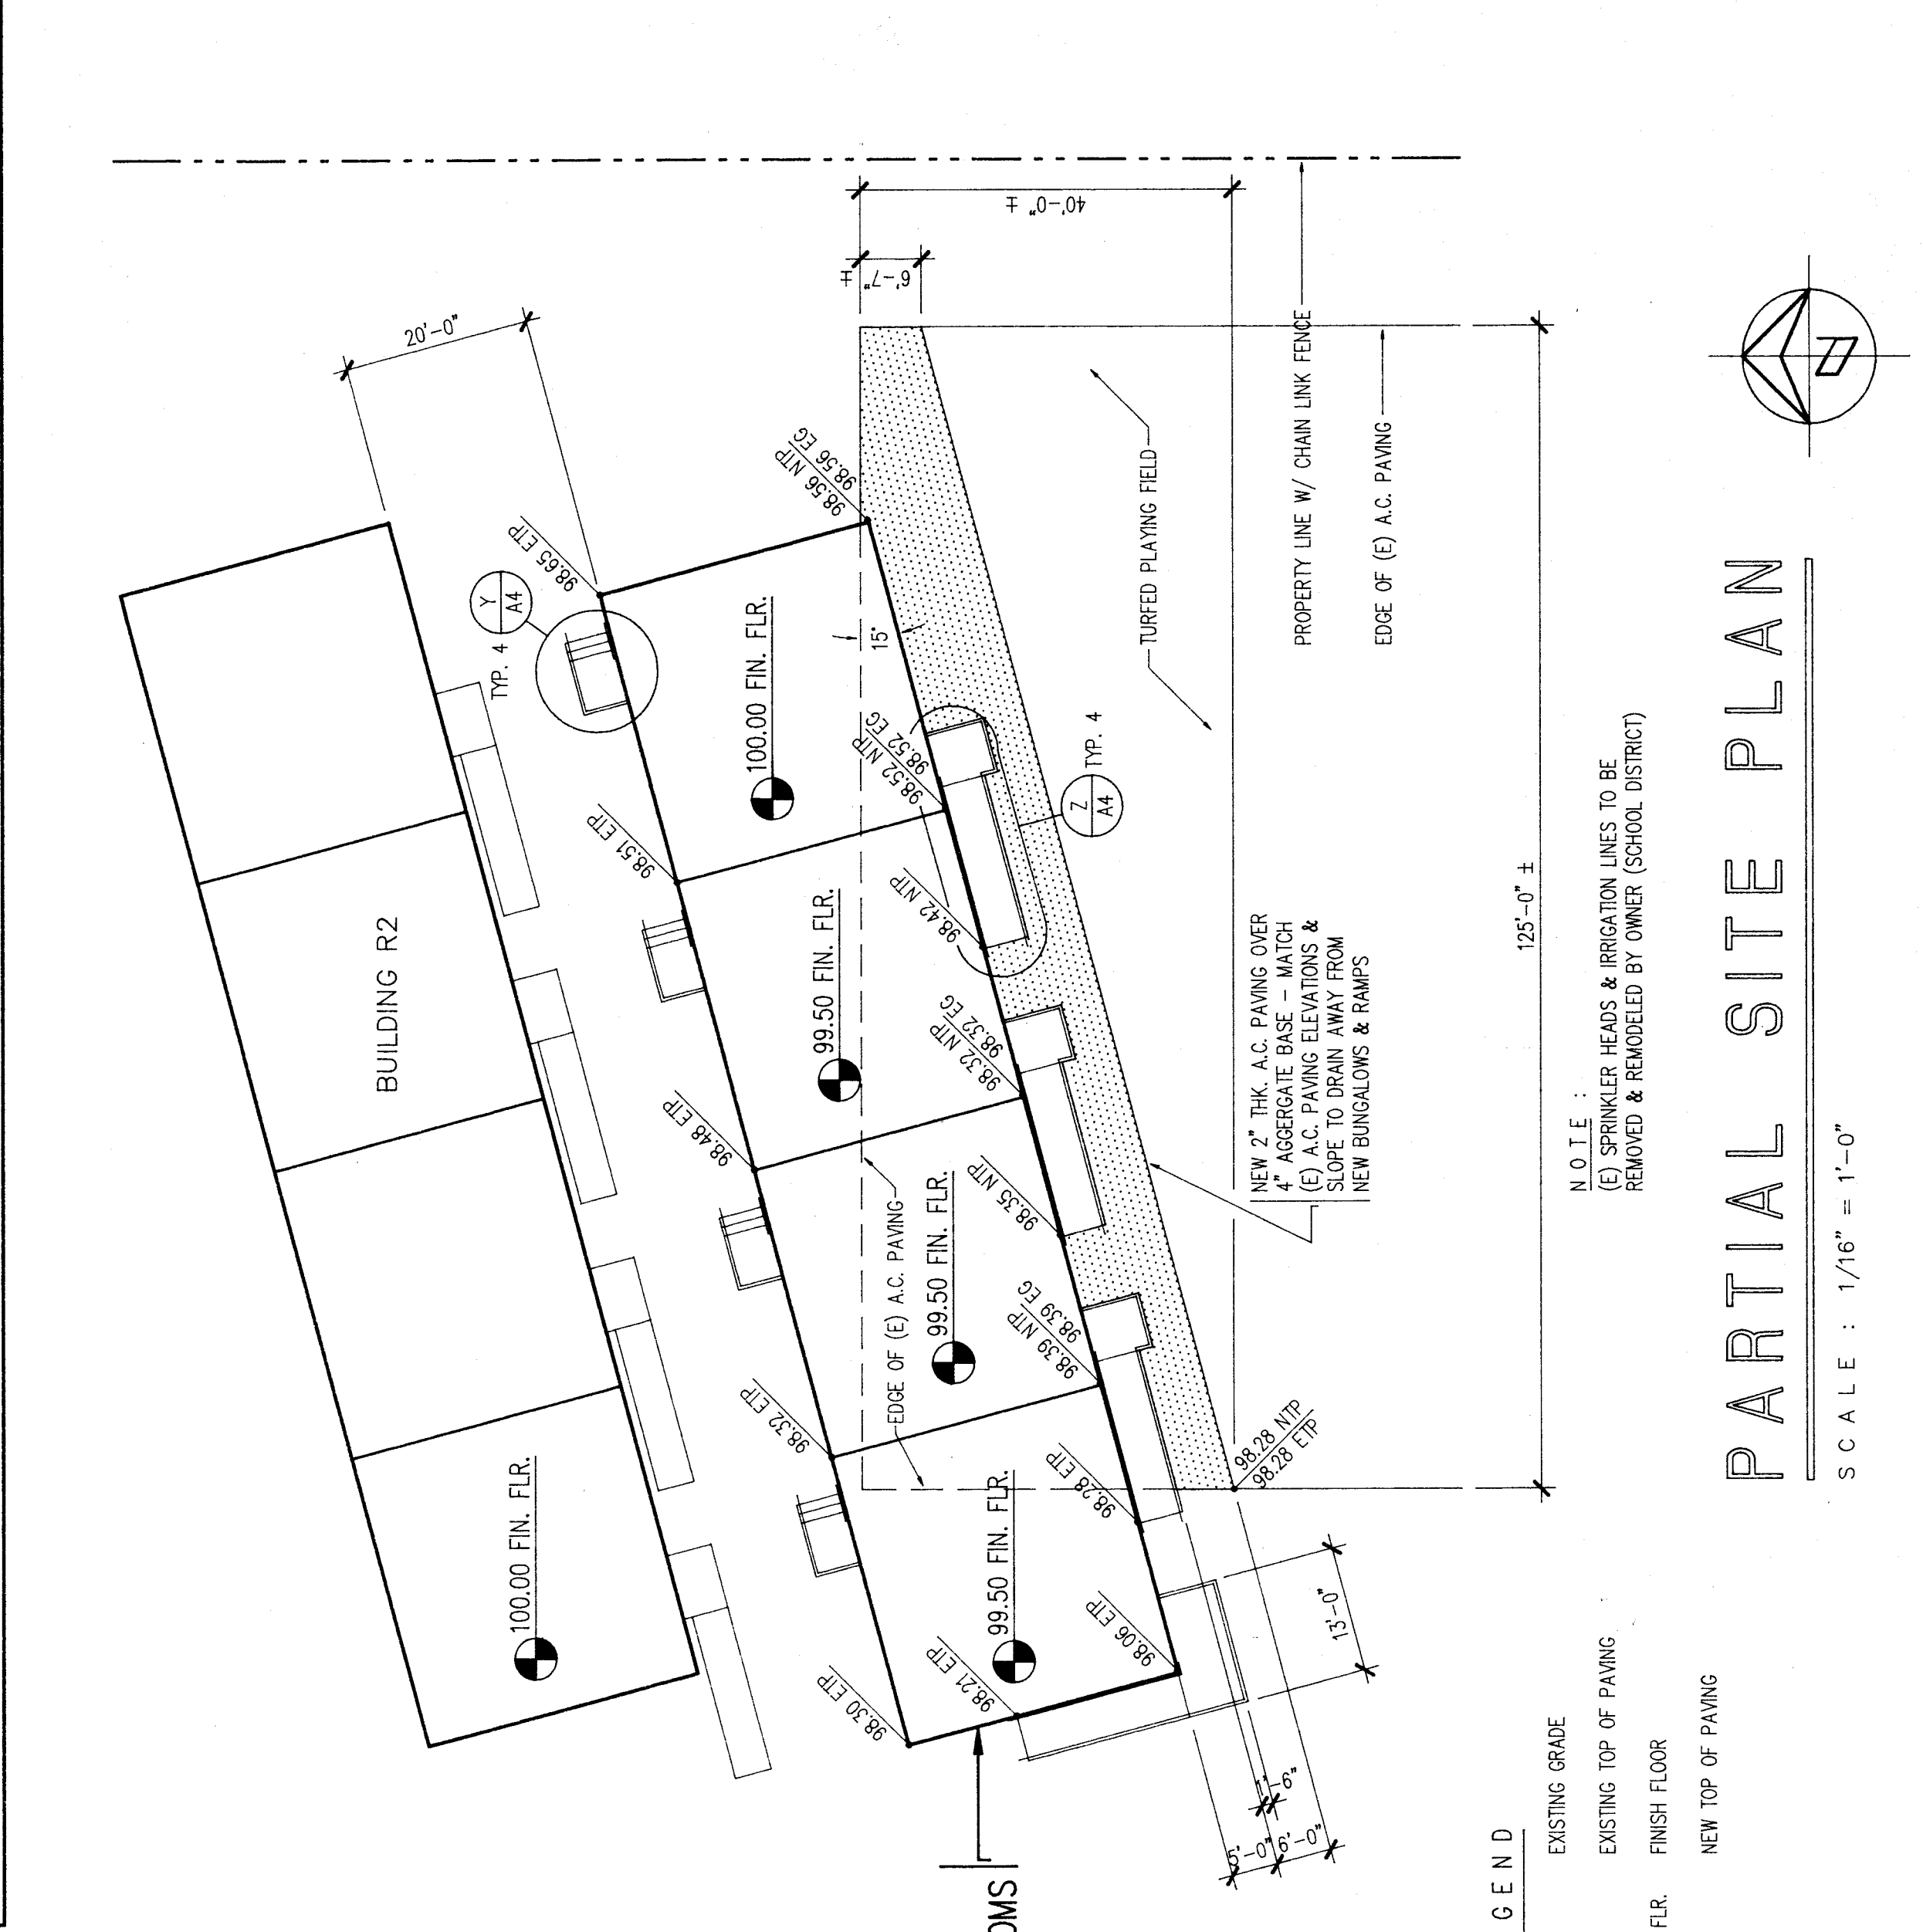 20'-0"
40'-0" ±
6'-7" ±
BUILDING R2
100.00 FIN. FLR.
98.65 ETP
98.51 ETP
98.48 ETP
98.32 ETP
98.30 ETP
98.21 ETP
98.06 ETP
98.28 ETP
TYP. 4
Y
A4
100.00 FIN. FLR.
99.50 FIN. FLR.
99.50 FIN. FLR.
99.50 FIN. FLR.
98.56 NTP
98.56 EG
15°
98.52 NTP
98.52 EG
98.42 NTP
98.32 NTP
98.32 EG
98.35 NTP
98.39 NTP
98.39 EG
98.28 NTP
98.28 ETP
EDGE OF (E) A.C. PAVING
Z
A4
TYP. 4
TURFED PLAYING FIELD
PROPERTY LINE W/ CHAIN LINK FENCE
EDGE OF (E) A.C. PAVING
NEW 2" THK. A.C. PAVING OVER
4" AGGERGATE BASE - MATCH
(E) A.C. PAVING ELEVATIONS &
SLOPE TO DRAIN AWAY FROM
NEW BUNGALOWS & RAMPS
125'-0" ±
13'-0"
1'-6"
5'-0"
6'-0"
OMS
NOTE :
(E) SPRINKLER HEADS & IRRIGATION LINES TO BE
REMOVED & REMODELED BY OWNER (SCHOOL DISTRICT)
PARTIAL SITE PLAN
SCALE : 1/16" = 1'-0"
GEND
EXISTING GRADE
EXISTING TOP OF PAVING
FLR. FINISH FLOOR
NEW TOP OF PAVING